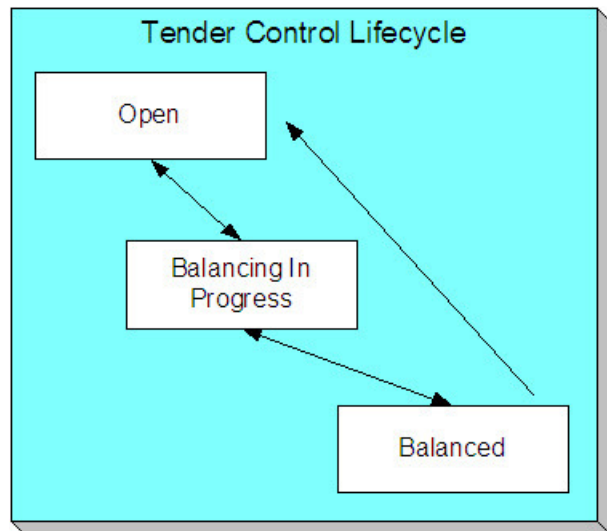 Tender Control Lifecycle
Open
Balancing In
Progress
Balanced